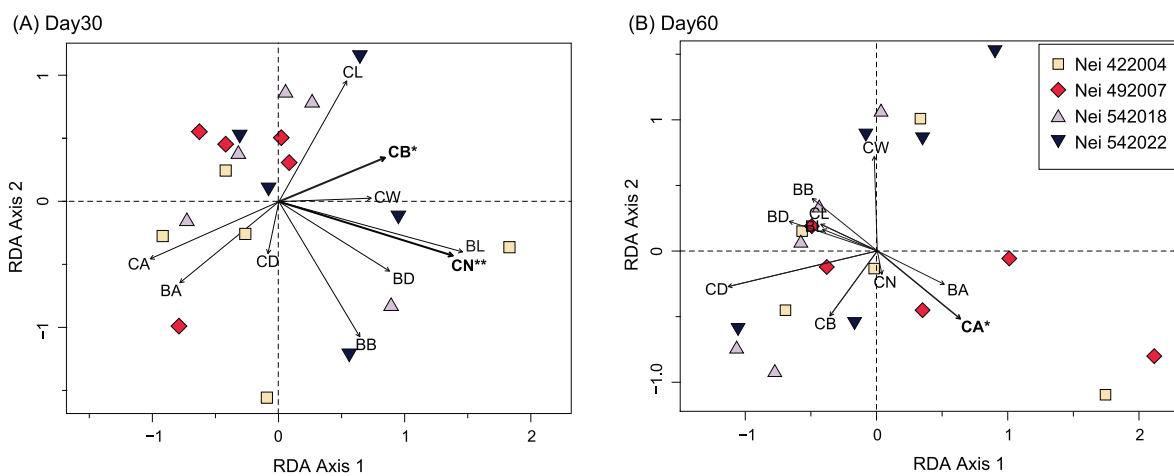 (A) Day30
RDA Axis 2
1
0
−1
−1
0
1
2
RDA Axis 1
CL
CB*
CW
CA
BA
CD
BL
CN**
BD
BB
(B) Day60
RDA Axis 2
1
0
−1.0
−1
0
1
2
RDA Axis 1
CW
BB
BD
CL
CD
CN
BA
CB
CA*
Nei 422004
Nei 492007
Nei 542018
Nei 542022